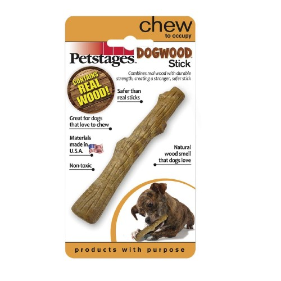 chew
to occupy
Petstages DOGWOOD
Stick
Combines real wood with durable
strength, creating a stronger, safer stick
CONTAINS
REAL
WOOD!
Safer than
real sticks
Great for dogs
that love to chew
Materials
made in
U.S.A.
Non-toxic
Natural
wood smell
that dogs love
products with purpose